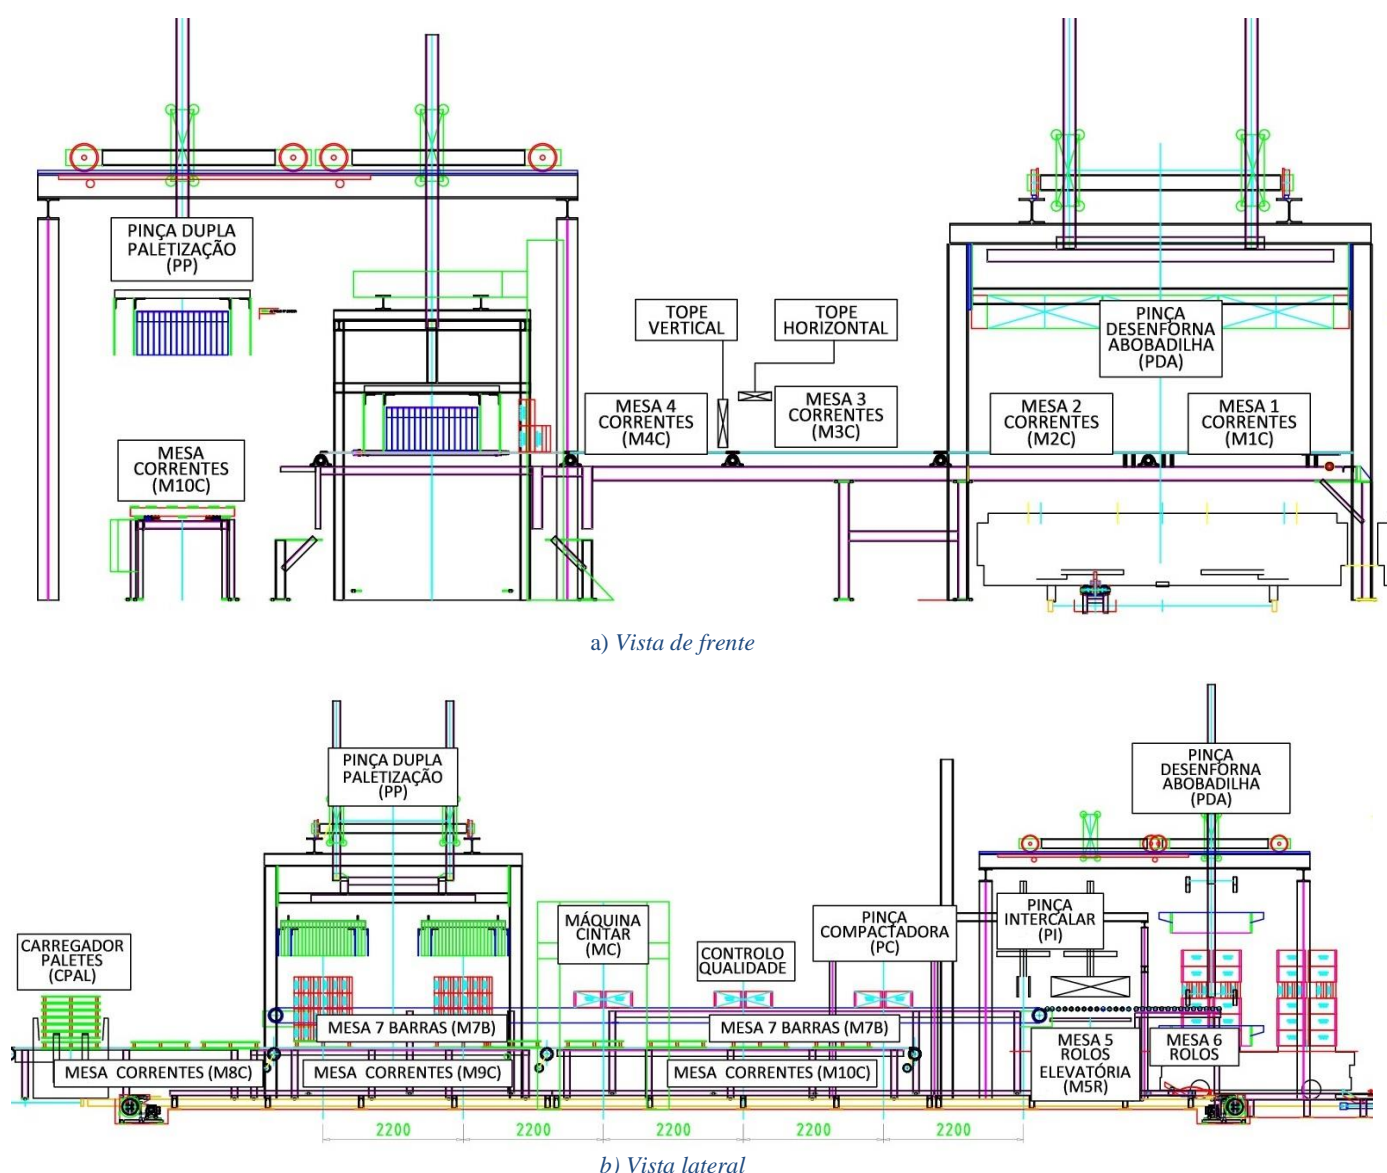 PINÇA DUPLA
PALETIZAÇÃO
(PP)
TOPE
VERTICAL
TOPE
HORIZONTAL
PINÇA
DESENFORNA
ABOBADILHA
(PDA)
MESA 4
CORRENTES
(M4C)
MESA 3
CORRENTES
(M3C)
MESA 2
CORRENTES
(M2C)
MESA 1
CORRENTES
(M1C)
MESA
CORRENTES
(M10C)
a) Vista de frente
PINÇA DUPLA
PALETIZAÇÃO
(PP)
PINÇA
DESENFORNA
ABOBADILHA
(PDA)
CARREGADOR
PALETES
(CPAL)
MÁQUINA
CINTAR
(MC)
CONTROLO
QUALIDADE
PINÇA
COMPACTADORA
(PC)
PINÇA
INTERCALAR
(PI)
MESA 7 BARRAS (M7B)
MESA 7 BARRAS (M7B)
MESA 5
ROLOS
ELEVATÓRIA
(M5R)
MESA 6
ROLOS
MESA CORRENTES (M8C)
MESA CORRENTES (M9C)
MESA CORRENTES (M10C)
2200
2200
2200
2200
2200
b) Vista lateral